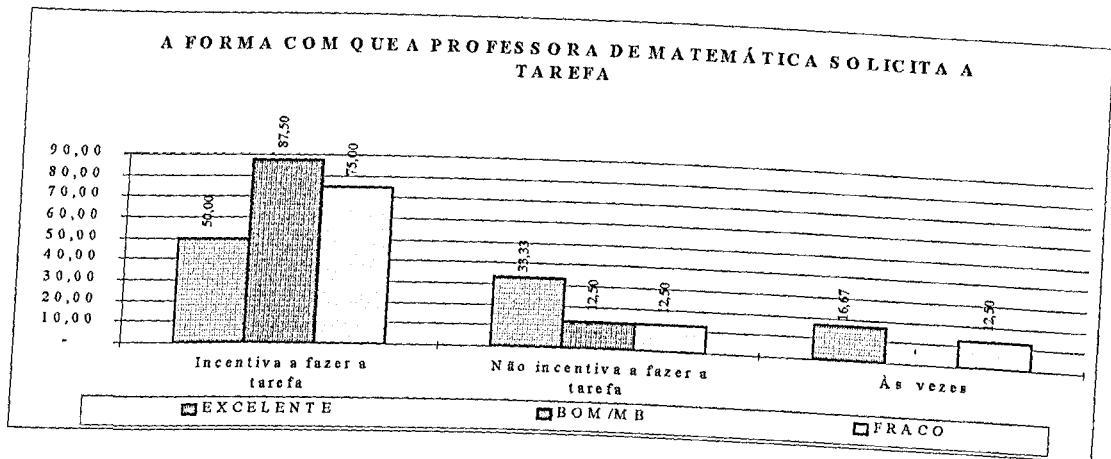 A FORMA COM QUE A PROFESSORA DE MATEMÁTICA SOLICITA A
TAREFA
90,00
80,00
70,00
60,00
50,00
40,00
30,00
20,00
10,00
-
50,00
87,50
75,00
33,33
12,50
12,50
16,67
-
12,50
Incentiva a fazer a
tarefa
Não incentiva a fazer a
tarefa
Às vezes
EXCELENTE
BOM/MB
FRACO